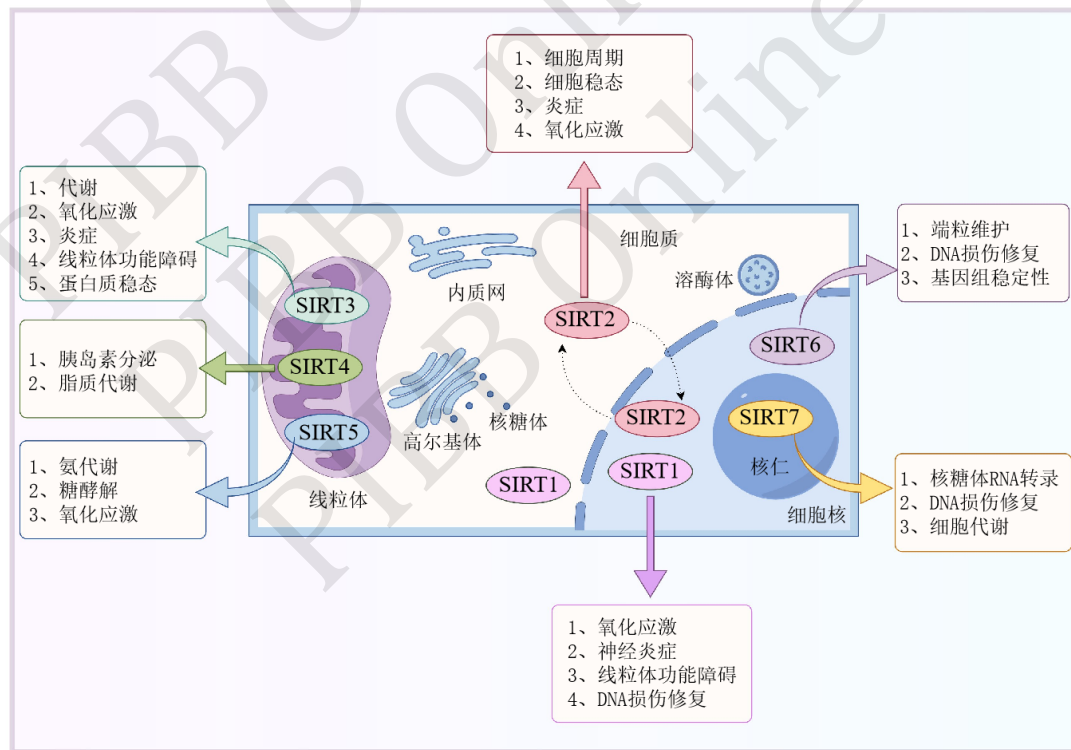 1、细胞周期
2、细胞稳态
3、炎症
4、氧化应激
1、代谢
2、氧化应激
3、炎症
4、线粒体功能障碍
5、蛋白质稳态
1、胰岛素分泌
2、脂质代谢
1、氨代谢
2、糖酵解
3、氧化应激
细胞质
内质网
溶酶体
SIRT3
SIRT2
SIRT4
SIRT6
SIRT5
高尔基体
核糖体
SIRT2
SIRT7
核仁
线粒体
SIRT1
SIRT1
细胞核
1、端粒维护
2、DNA损伤修复
3、基因组稳定性
1、核糖体RNA转录
2、DNA损伤修复
3、细胞代谢
1、氧化应激
2、神经炎症
3、线粒体功能障碍
4、DNA损伤修复
PIBB Online
PIBB Online